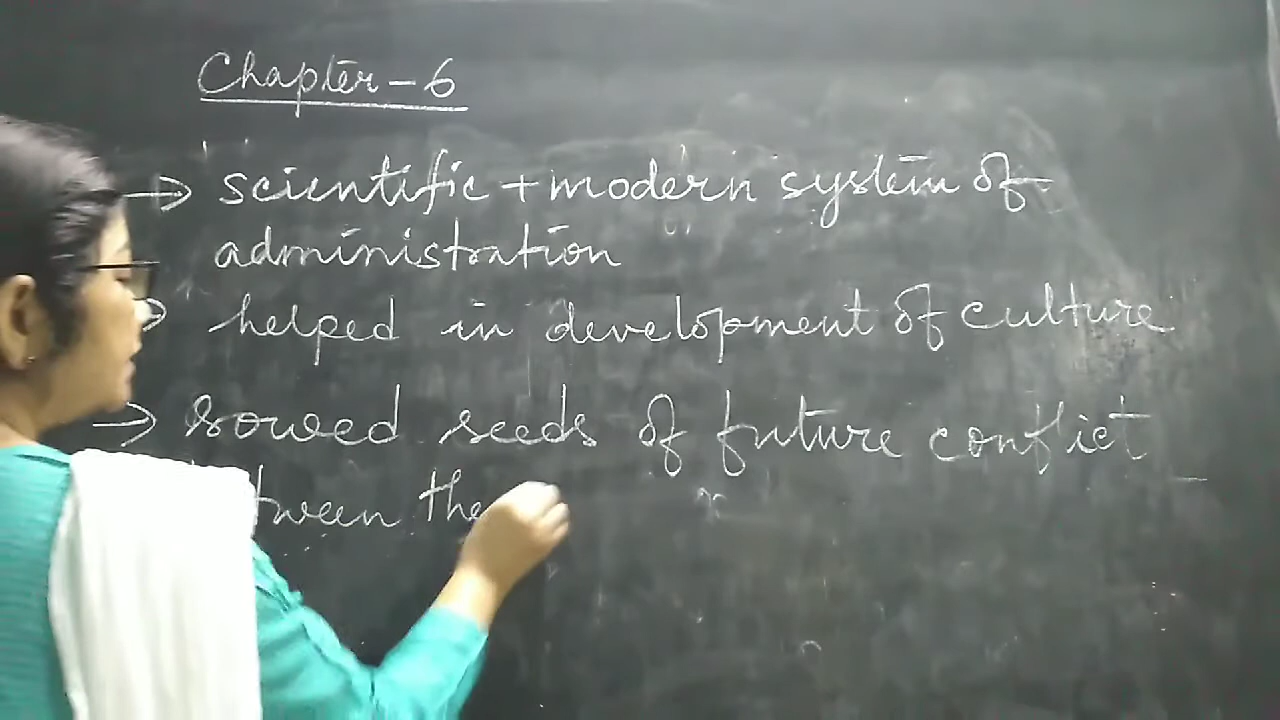 Chapter - 6
→ scientific + modern system of
administration
→ helped in development of culture
→ sowed seeds of future conflict
tween the